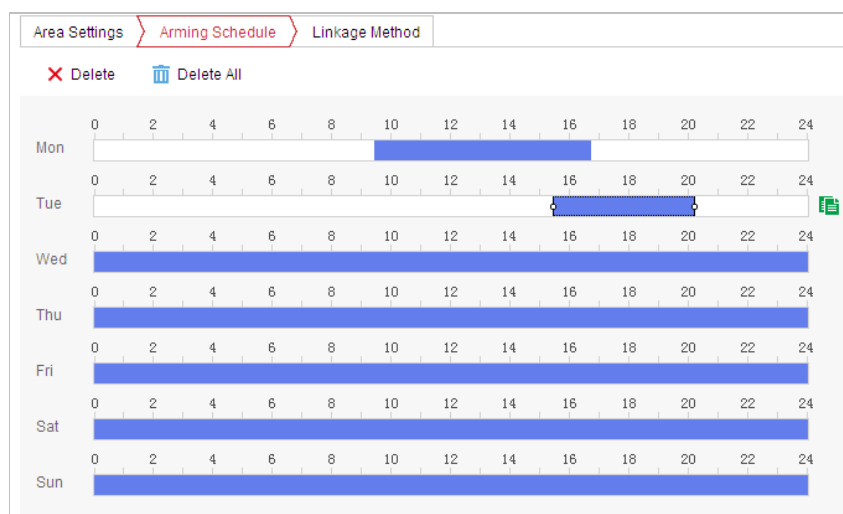 Area Settings Arming Schedule Linkage Method
Delete Delete All
0 2 4 6 8 10 12 14 16 18 20 22 24
Mon
0 2 4 6 8 10 12 14 16 18 20 22 24
Tue
0 2 4 6 8 10 12 14 16 18 20 22 24
Wed
0 2 4 6 8 10 12 14 16 18 20 22 24
Thu
0 2 4 6 8 10 12 14 16 18 20 22 24
Fri
0 2 4 6 8 10 12 14 16 18 20 22 24
Sat
0 2 4 6 8 10 12 14 16 18 20 22 24
Sun